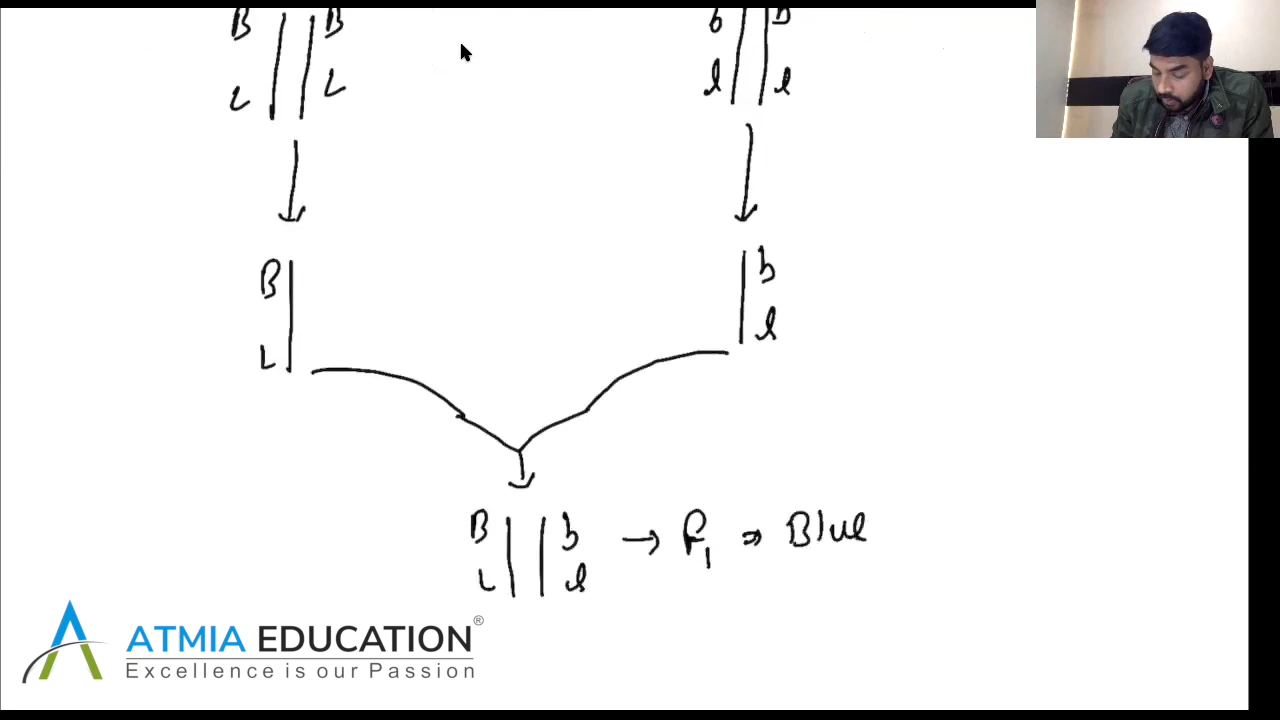 B B b b
L L l l
B b
L l
B b → F1 ⇒ Blue
L l
ATMIA EDUCATION®
Excellence is our Passion